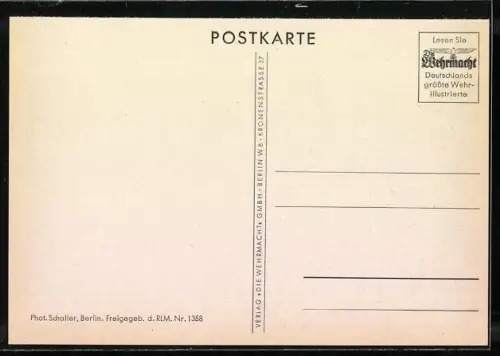 POSTKARTE
Lesen Sie
Die
Wehrmacht
Deutschlands
größte Wehr-
illustrierte
VERLAG »DIE WEHRMACHT« GMBH · BERLIN W 8 · KRONENSTRASSE 37
Phot. Schaller, Berlin. Freigegeb. d. RLM. Nr. 1358